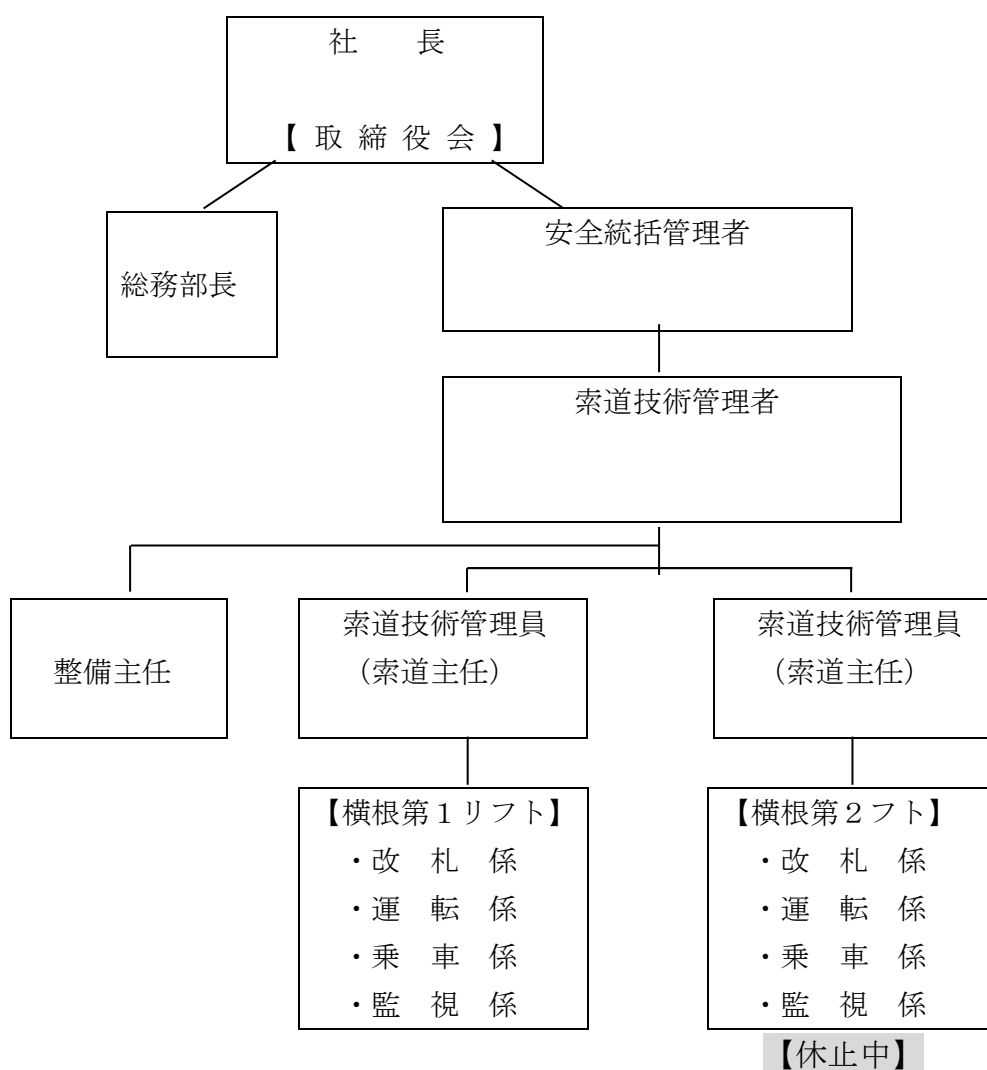 社　　長
【 取 締 役 会 】
総務部長
安全統括管理者
索道技術管理者
整備主任
索道技術管理員
（索道主任）
索道技術管理員
（索道主任）
【横根第１リフト】
・改　札　係
・運　転　係
・乗　車　係
・監　視　係
【横根第２フト】
・改　札　係
・運　転　係
・乗　車　係
・監　視　係
【休止中】